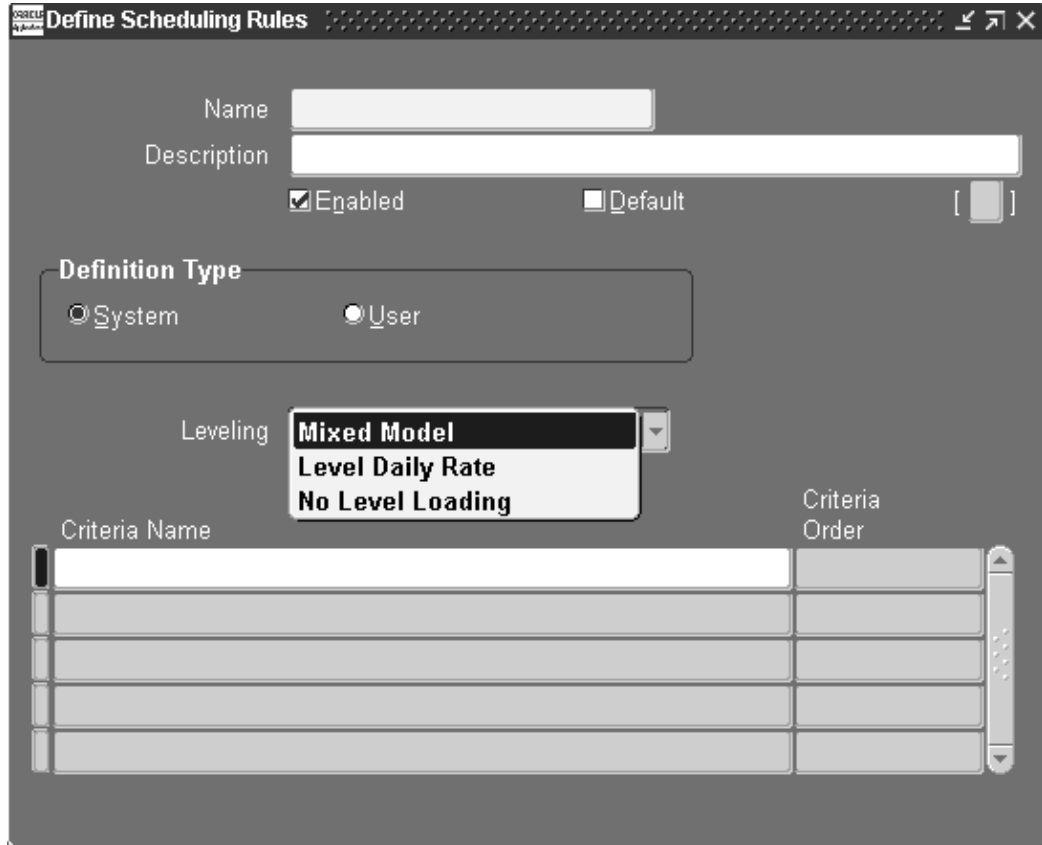 ORACLE
Define Scheduling Rules
Name
Description
Enabled
Default
[ ]
Definition Type
System
User
Leveling
Mixed Model
Level Daily Rate
No Level Loading
Criteria Name
Criteria
Order